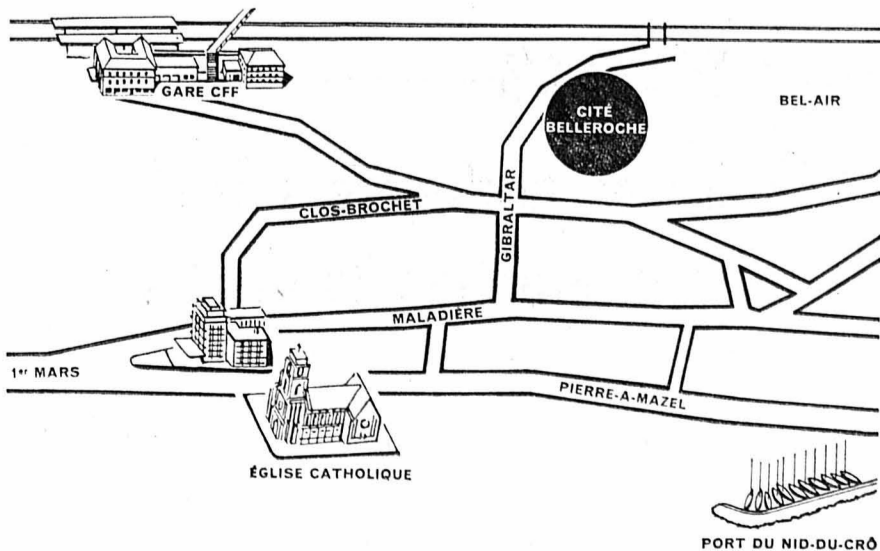 GARE CFF
CITÉ
BELLEROCHE
BEL-AIR
CLOS-BROCHET
GIBRALTAR
MALADIÈRE
1er MARS
PIERRE-A-MAZEL
ÉGLISE CATHOLIQUE
PORT DU NID-DU-CRÔ